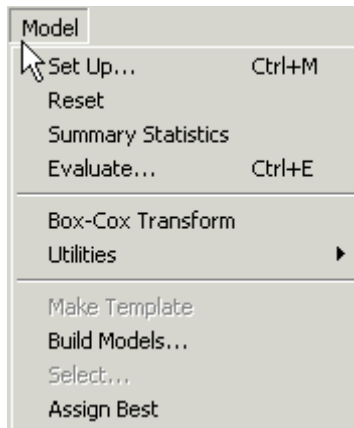 Model
Set Up... Ctrl+M
Reset
Summary Statistics
Evaluate... Ctrl+E
Box-Cox Transform
Utilities
Make Template
Build Models...
Select...
Assign Best